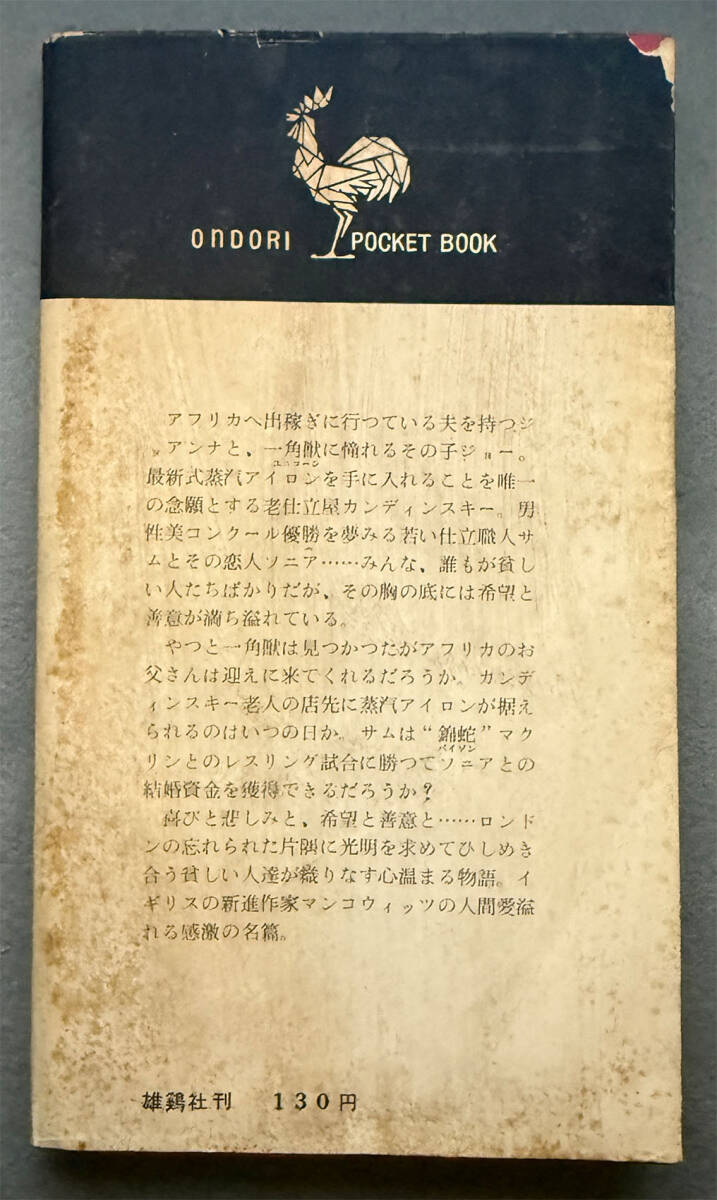 ONDORI POCKET BOOK
アフリカへ出稼ぎに行つている夫を持つジ
ョアンナと、一角獣に憧れるその子ジョー。
ユニコーン
最新式蒸汽アイロンを手に入れることを唯一
の念願とする老仕立屋カンディンスキー。男
性美コンクール優勝を夢みる若い仕立職人サ
ムとその恋人ソニア……みんな、誰もが貧し
い人たちばかりだが、その胸の底には希望と
善意が満ち溢れている。
やつと一角獣は見つかつたがアフリカのお
父さんは迎えに来てくれるだろうか。カンデ
ィンスキー老人の店先に蒸汽アイロンが据え
られるのはいつの日か。サムは“錦蛇”マク
パイソン
リンとのレスリング試合に勝つてソニアとの
結婚資金を獲得できるだろうか?
喜びと悲しみと、希望と善意と……ロンド
ンの忘れられた片隅に光明を求めてひしめき
合う貧しい人達が織りなす心温まる物語。イ
ギリスの新進作家マンコウィッツの人間愛溢
れる感激の名篇。
雄鶏社刊 130円